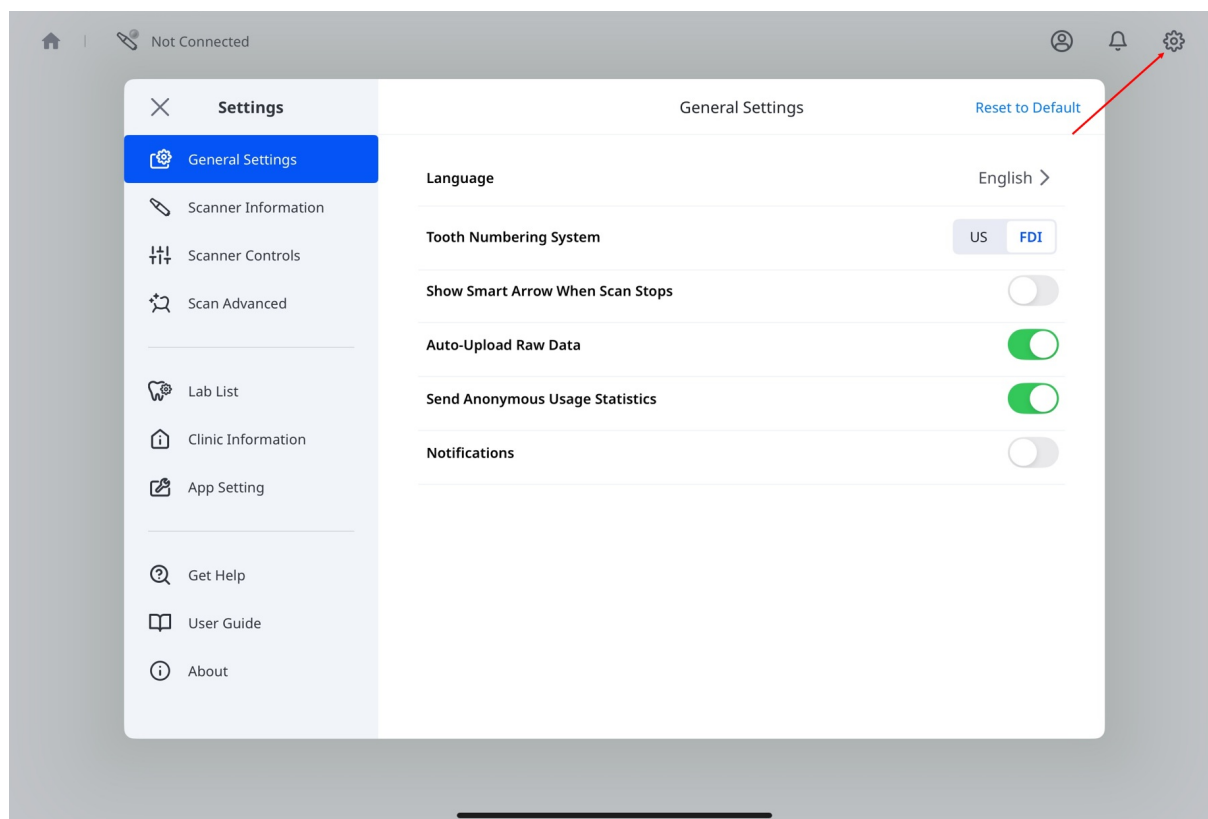 Not Connected
Settings
General Settings
Reset to Default
General Settings
Scanner Information
Scanner Controls
Scan Advanced
Lab List
Clinic Information
App Setting
Get Help
User Guide
About
Language
English
Tooth Numbering System
US
FDI
Show Smart Arrow When Scan Stops
Auto-Upload Raw Data
Send Anonymous Usage Statistics
Notifications